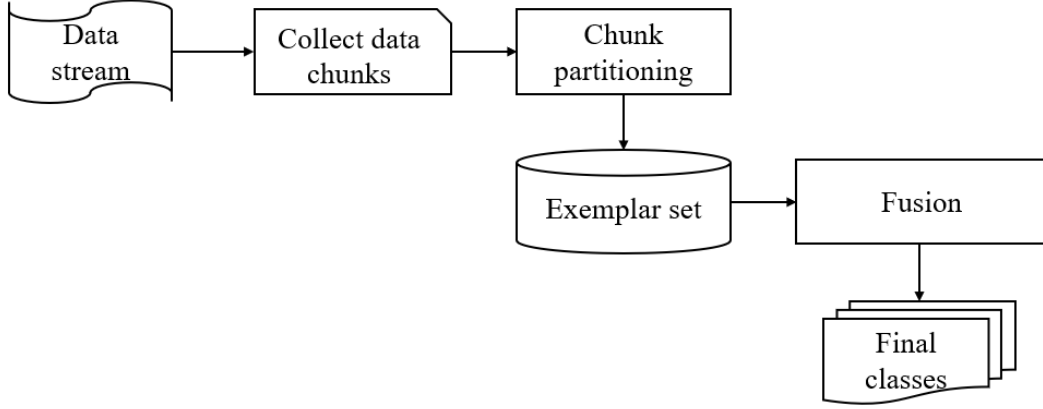 Data
stream
Collect data
chunks
Chunk
partitioning
Exemplar set
Fusion
Final
classes